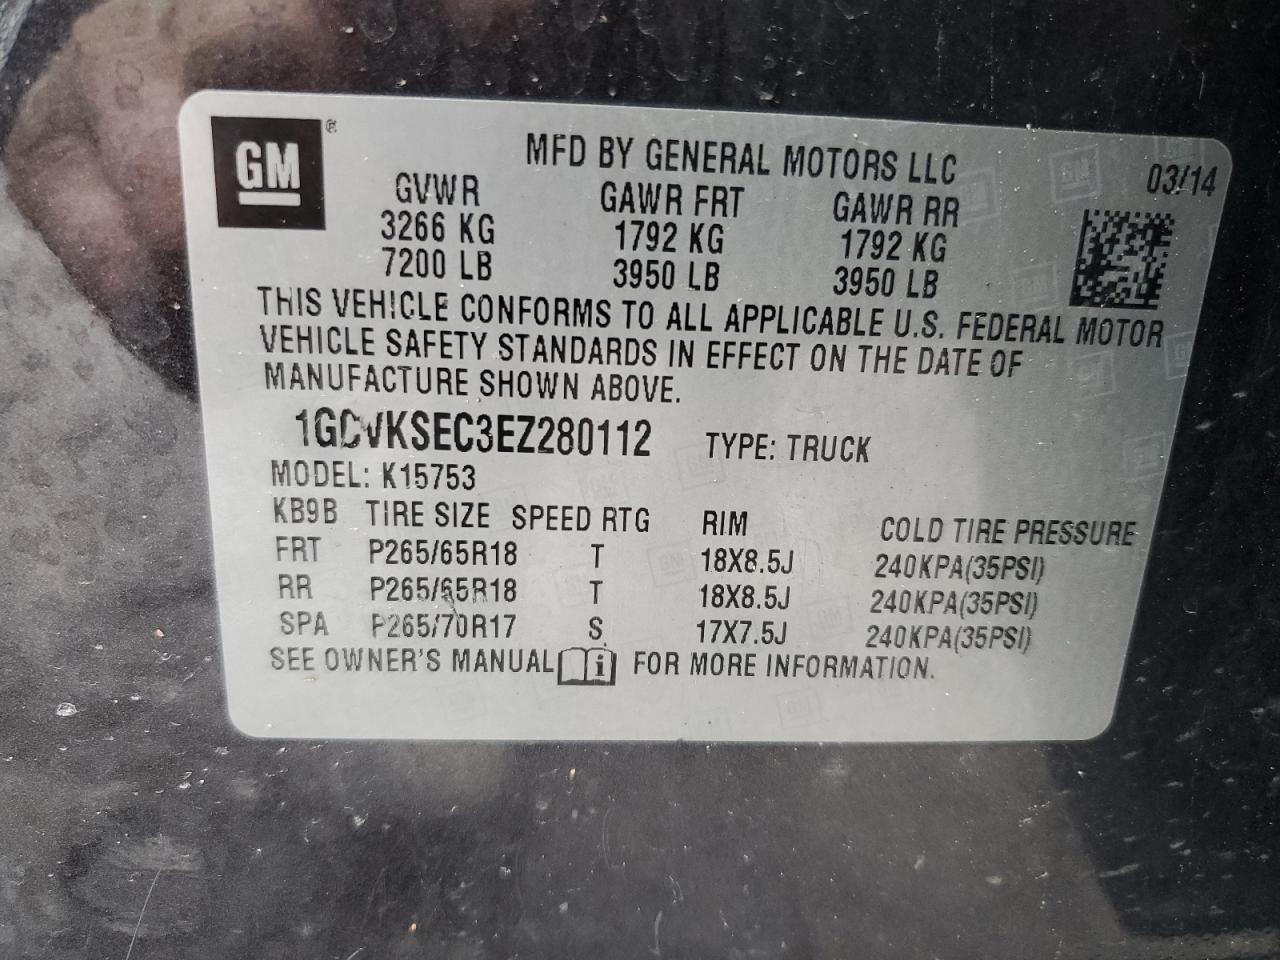 GM®
MFD BY GENERAL MOTORS LLC
03/14
GVWR GAWR FRT GAWR RR
3266 KG 1792 KG 1792 KG
7200 LB 3950 LB 3950 LB
THIS VEHICLE CONFORMS TO ALL APPLICABLE U.S. FEDERAL MOTOR
VEHICLE SAFETY STANDARDS IN EFFECT ON THE DATE OF
MANUFACTURE SHOWN ABOVE.
1GCVKSEC3EZ280112 TYPE: TRUCK
MODEL: K15753
KB9B TIRE SIZE SPEED RTG RIM COLD TIRE PRESSURE
FRT P265/65R18 T 18X8.5J 240KPA(35PSI)
RR P265/65R18 T 18X8.5J 240KPA(35PSI)
SPA P265/70R17 S 17X7.5J 240KPA(35PSI)
SEE OWNER'S MANUAL i FOR MORE INFORMATION.